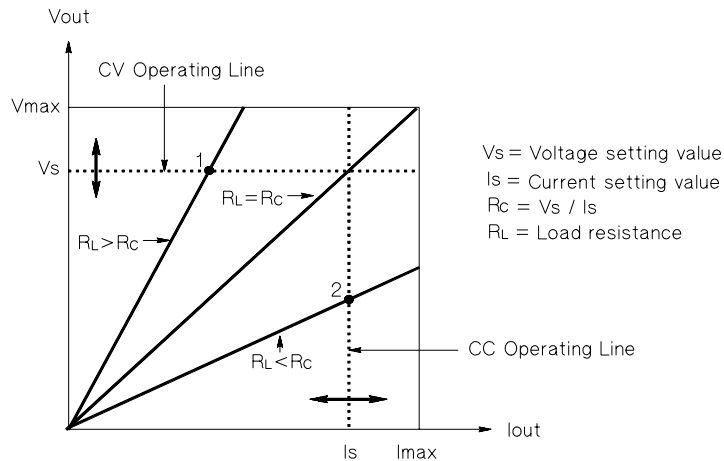 Vout
CV Operating Line
Vmax
Vs
1
RL=RC
RL>RC
2
RL<RC
Vs = Voltage setting value
Is = Current setting value
RC = Vs / Is
RL = Load resistance
CC Operating Line
Iout
Is
Imax